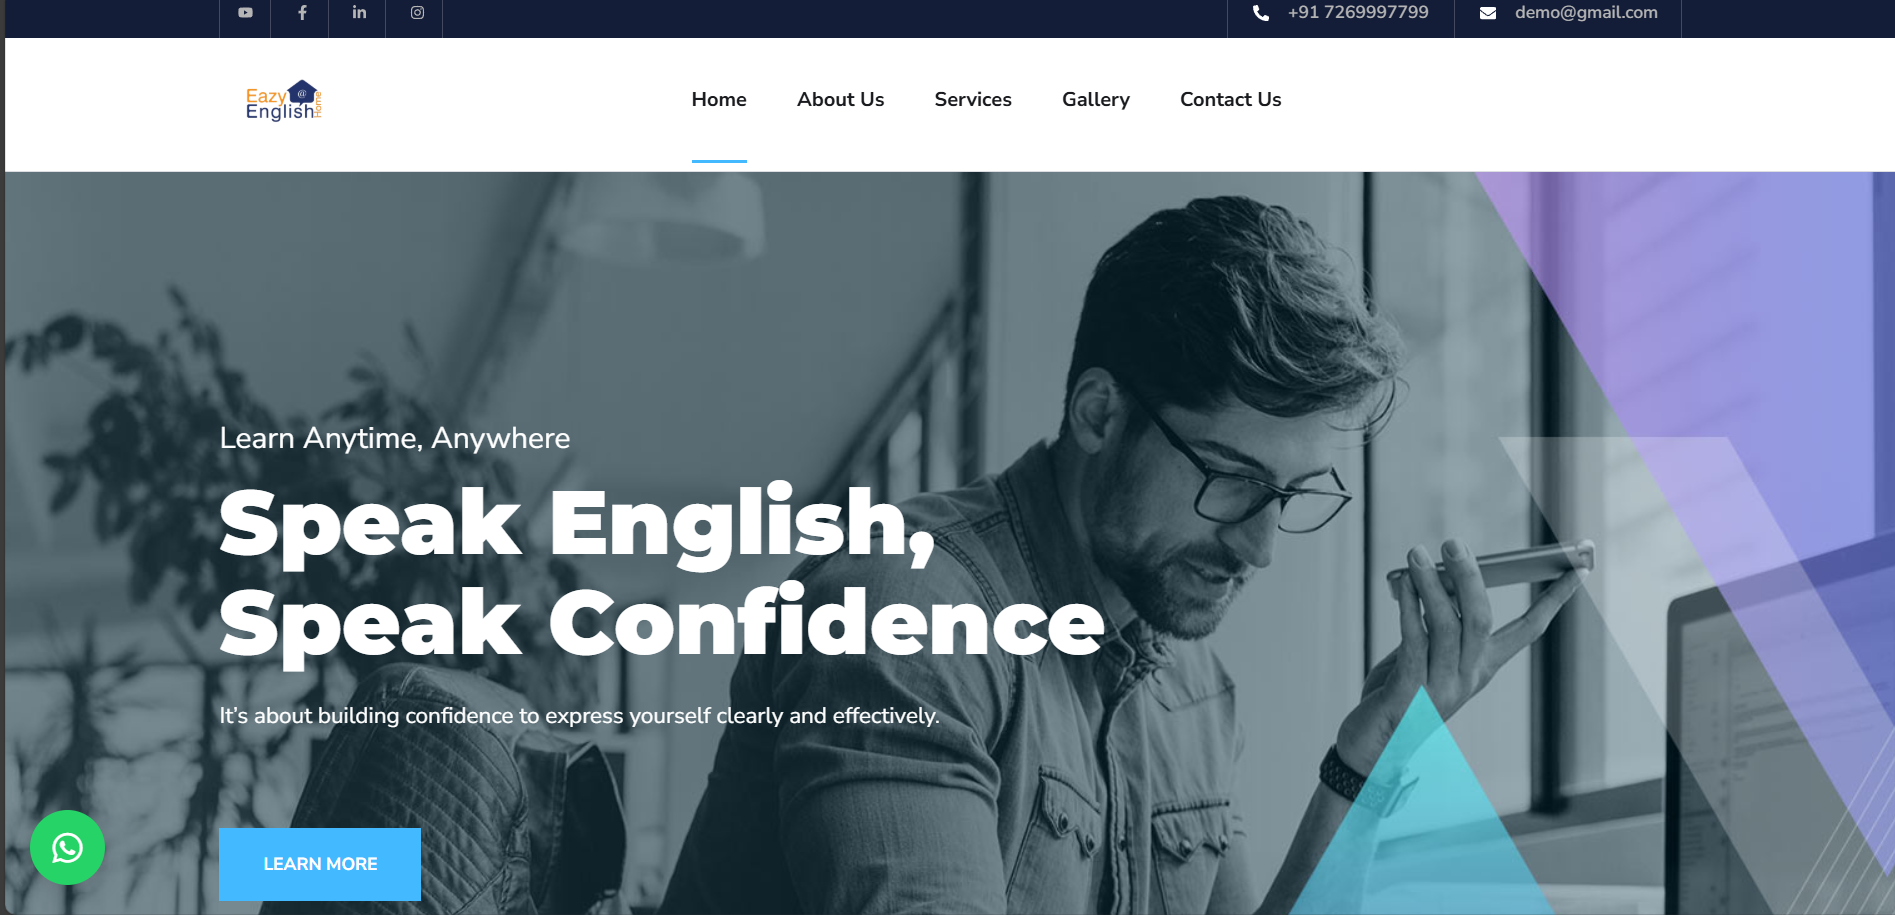 +91 7269997799
demo@gmail.com
Eazy @
English Home
Home
About Us
Services
Gallery
Contact Us
Learn Anytime, Anywhere
Speak English,
Speak Confidence
It's about building confidence to express yourself clearly and effectively.
LEARN MORE